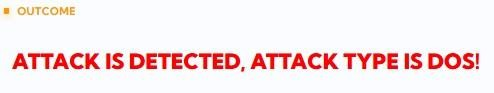 OUTCOME
ATTACK IS DETECTED, ATTACK TYPE IS DOS!